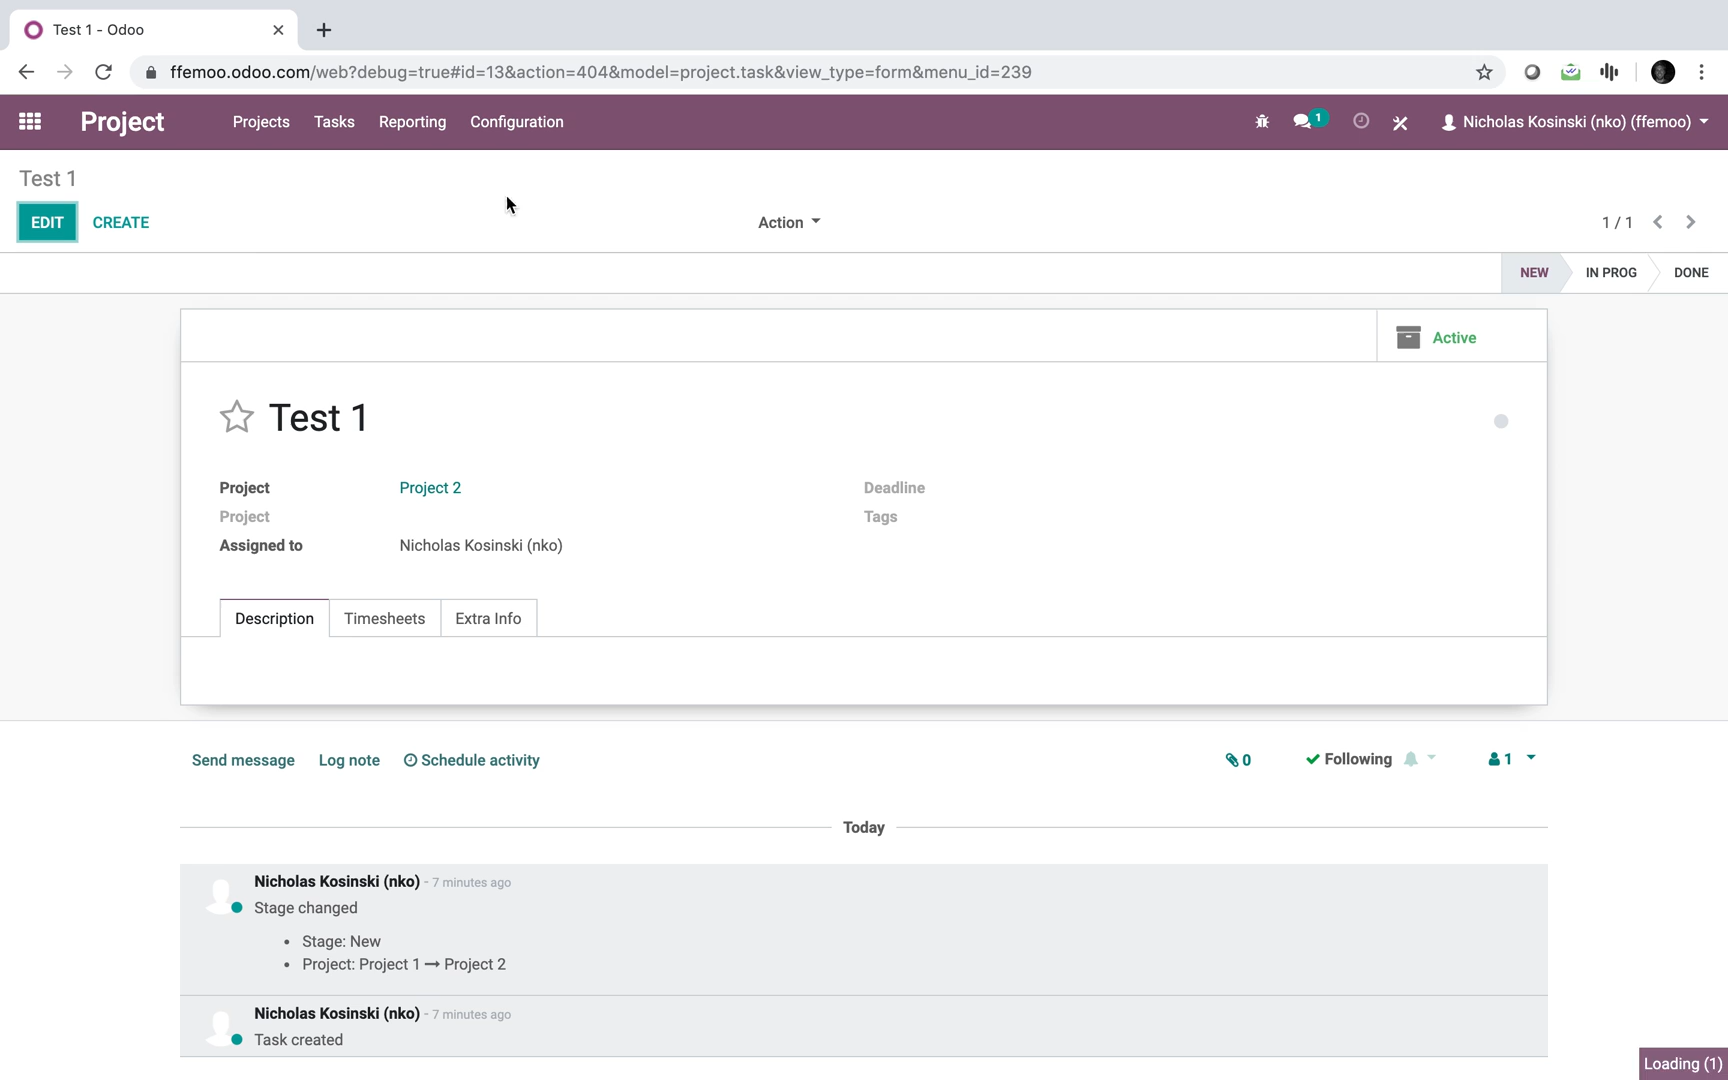 Test 1 - Odoo
ffemoo.odoo.com/web?debug=true#id=13&action=404&model=project.task&view_type=form&menu_id=239
Project Projects Tasks Reporting Configuration 1 Nicholas Kosinski (nko) (ffemoo)
Test 1
EDIT CREATE Action 1 / 1
NEW IN PROG DONE
Active
Test 1
Project Project 2 Deadline
Project Tags
Assigned to Nicholas Kosinski (nko)
Description Timesheets Extra Info
Send message Log note Schedule activity 0 Following 1
Today
Nicholas Kosinski (nko) - 7 minutes ago
Stage changed
• Stage: New
• Project: Project 1 → Project 2
Nicholas Kosinski (nko) - 7 minutes ago
Task created
Loading (1)